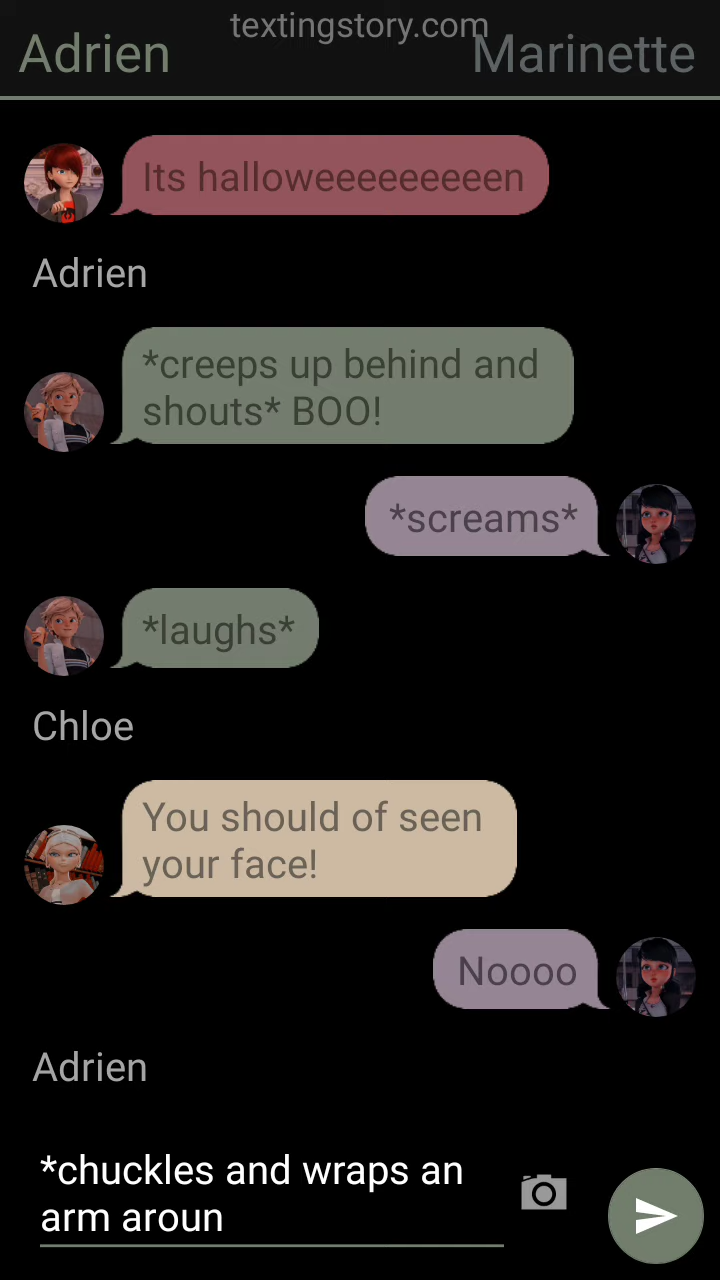 textingstory.com
Adrien Marinette
Its halloweeeeeeeeen
Adrien
*creeps up behind and
shouts* BOO!
*screams*
*laughs*
Chloe
You should of seen
your face!
Noooo
Adrien
*chuckles and wraps an
arm aroun